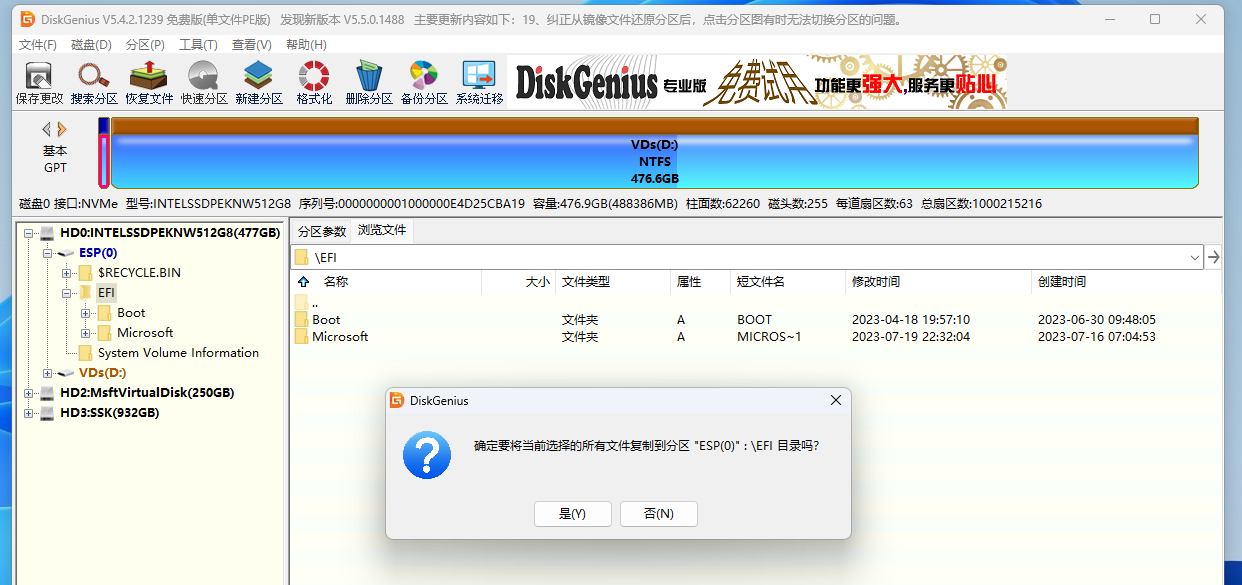 DiskGenius V5.4.2.1239 免费版(单文件PE版) 发现新版本 V5.5.0.1488 主要更新内容如下：19、纠正从镜像文件还原分区后，点击分区图有时无法切换分区的问题。
文件(F) 磁盘(D) 分区(P) 工具(T) 查看(V) 帮助(H)
保存更改 搜索分区 恢复文件 快速分区 新建分区 格式化 删除分区 备份分区 系统迁移
DiskGenius 专业版 免费试用 功能更强大,服务更贴心
基本
GPT
VDs(D:)
NTFS
476.6GB
磁盘0 接口:NVMe 型号:INTELSSDPEKNW512G8 序列号:0000000001000000E4D25CBA19 容量:476.9GB(488386MB) 柱面数:62260 磁头数:255 每道扇区数:63 总扇区数:1000215216
HD0:INTELSSDPEKNW512G8(477GB)
ESP(0)
$RECYCLE.BIN
EFI
Boot
Microsoft
System Volume Information
VDs(D:)
HD2:MsftVirtualDisk(250GB)
HD3:SSK(932GB)
分区参数 浏览文件
\EFI
名称 大小 文件类型 属性 短文件名 修改时间 创建时间
..
Boot 文件夹 A BOOT 2023-04-18 19:57:10 2023-06-30 09:48:05
Microsoft 文件夹 A MICROS~1 2023-07-19 22:32:04 2023-07-16 07:04:53
DiskGenius
确定要将当前选择的所有文件复制到分区 "ESP(0)" : \EFI 目录吗?
是(Y) 否(N)